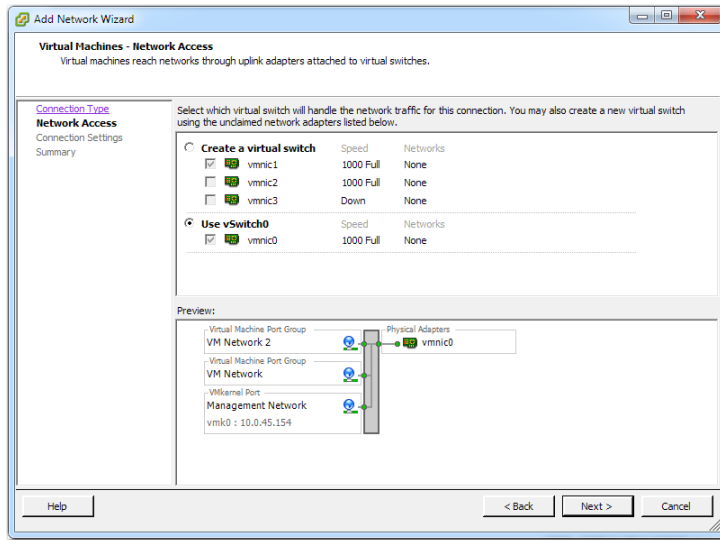 Add Network Wizard
Virtual Machines - Network Access
Virtual machines reach networks through uplink adapters attached to virtual switches.
Connection Type
Network Access
Connection Settings
Summary
Select which virtual switch will handle the network traffic for this connection. You may also create a new virtual switch
using the unclaimed network adapters listed below.
Create a virtual switch Speed Networks
vmnic1 1000 Full None
vmnic2 1000 Full None
vmnic3 Down None
Use vSwitch0 Speed Networks
vmnic0 1000 Full None
Preview:
Virtual Machine Port Group Physical Adapters
VM Network 2 vmnic0
Virtual Machine Port Group
VM Network
VMkernel Port
Management Network
vmk0 : 10.0.45.154
Help < Back Next > Cancel